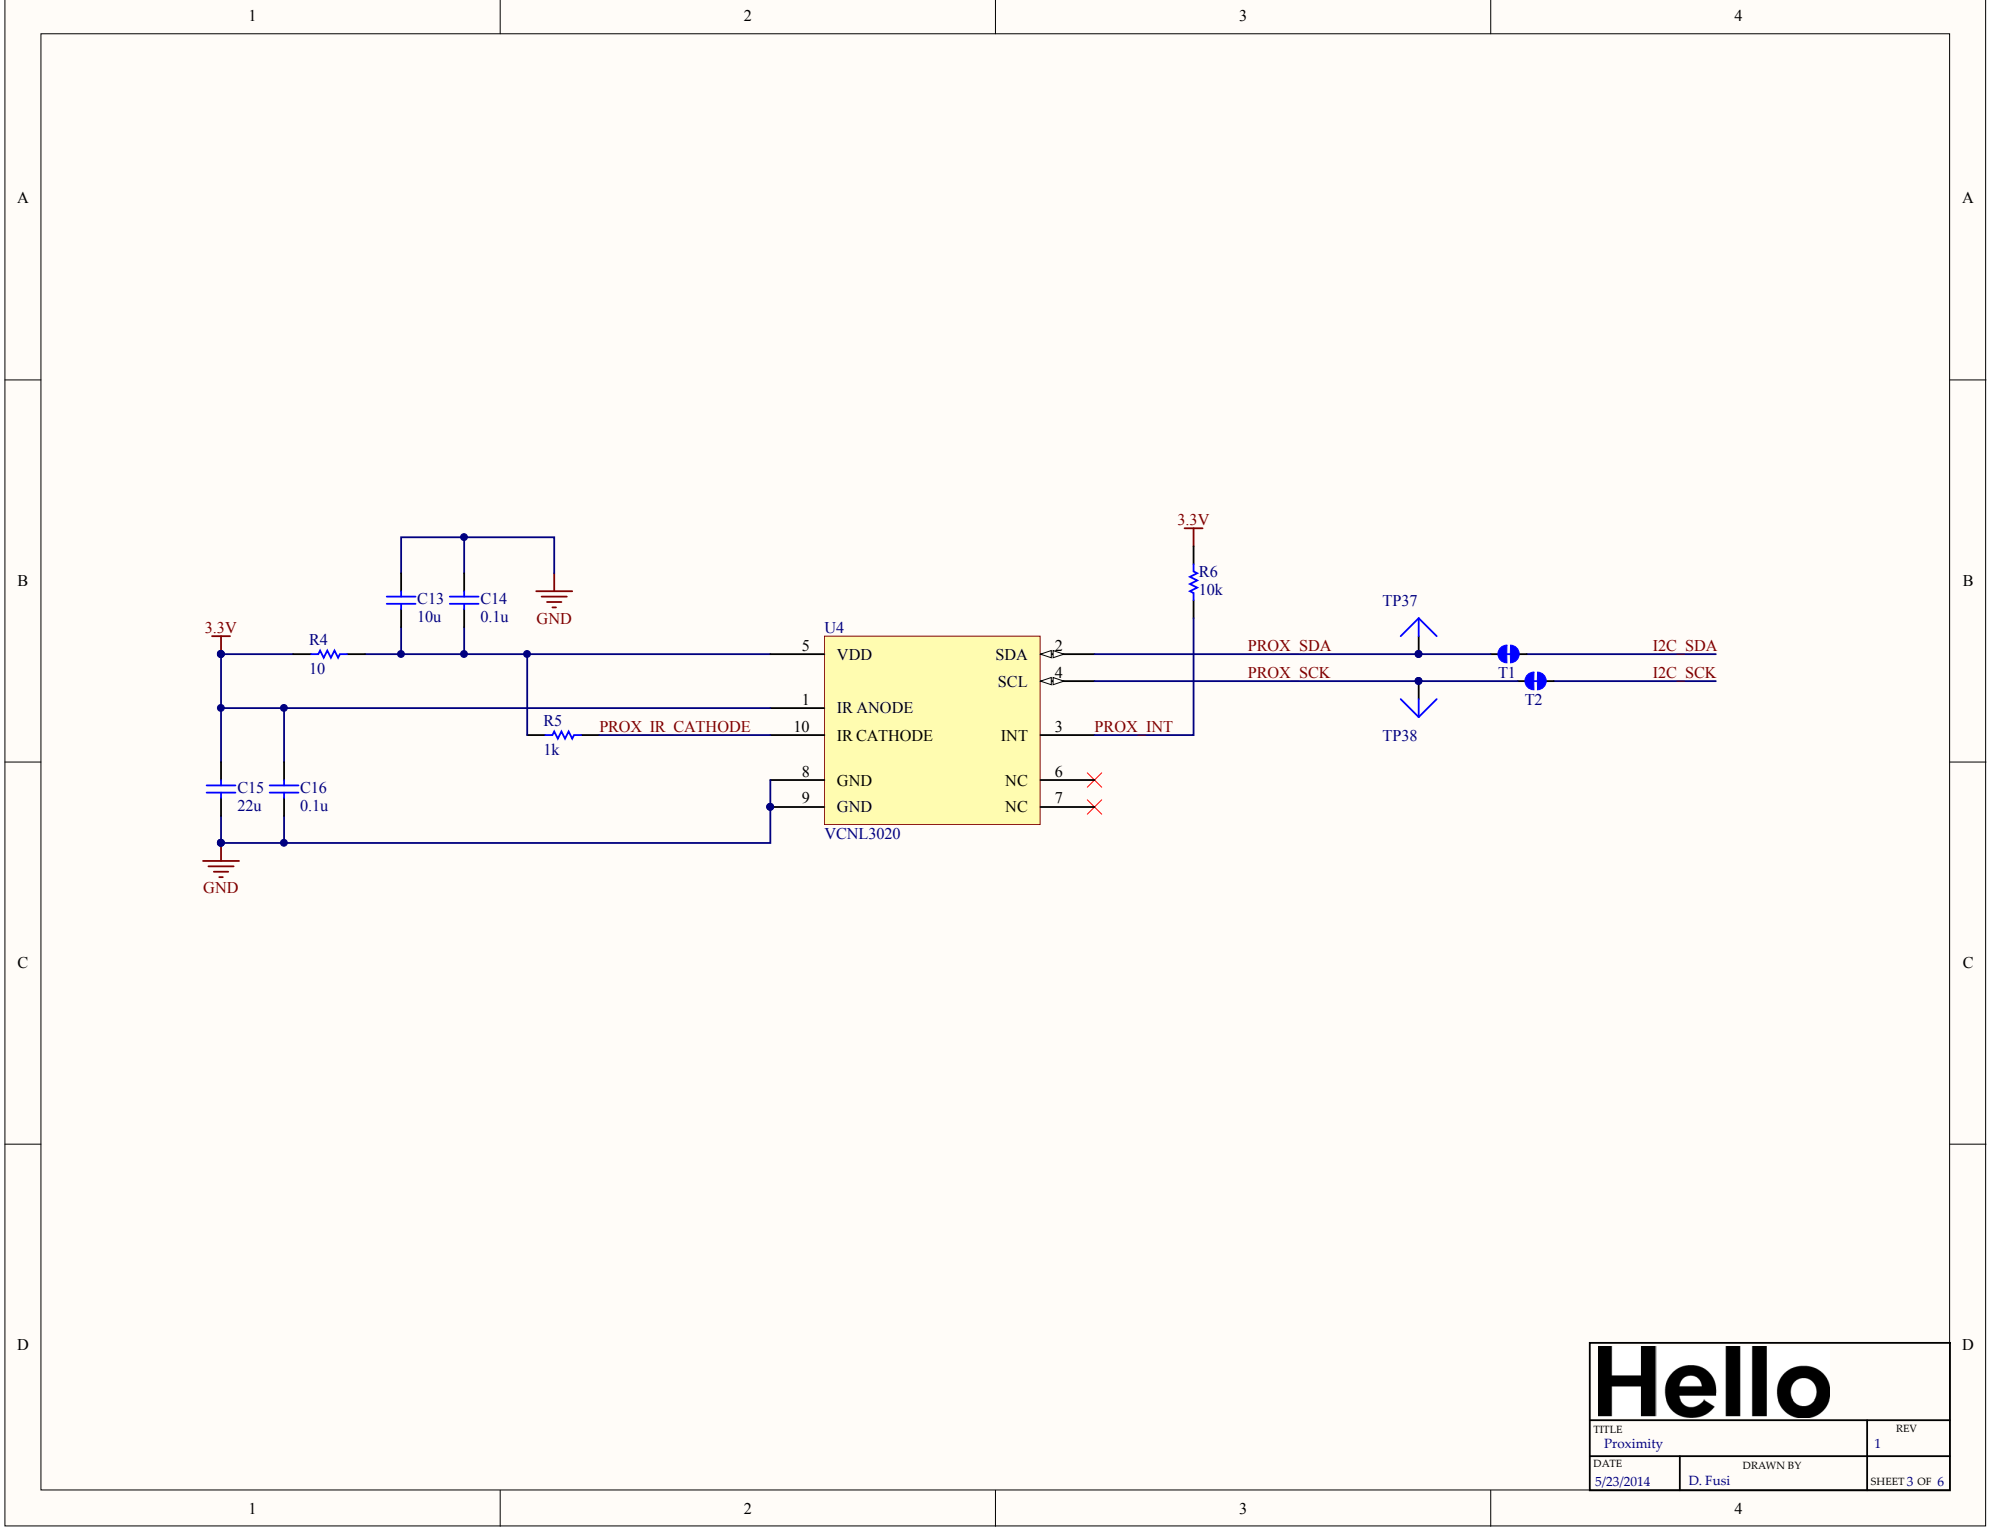 1 2 3 4
A A
3.3V
R6
10k
B B
C13 C14
10u 0.1u
GND
TP37
3.3V
R4
10
U4
5 VDD SDA 2 PROX_SDA I2C_SDA
SCL 4 PROX_SCK T1 I2C_SCK
T2
1 IR ANODE
R5 PROX_IR_CATHODE 10 IR CATHODE INT 3 PROX_INT
1k
TP38
8 GND NC 6
9 GND NC 7
C15 C16
22u 0.1u
VCNL3020
GND
C C
D D
Hello
TITLE REV
Proximity 1
DATE DRAWN BY
5/23/2014 D. Fusi SHEET 3 OF 6
1 2 3 4